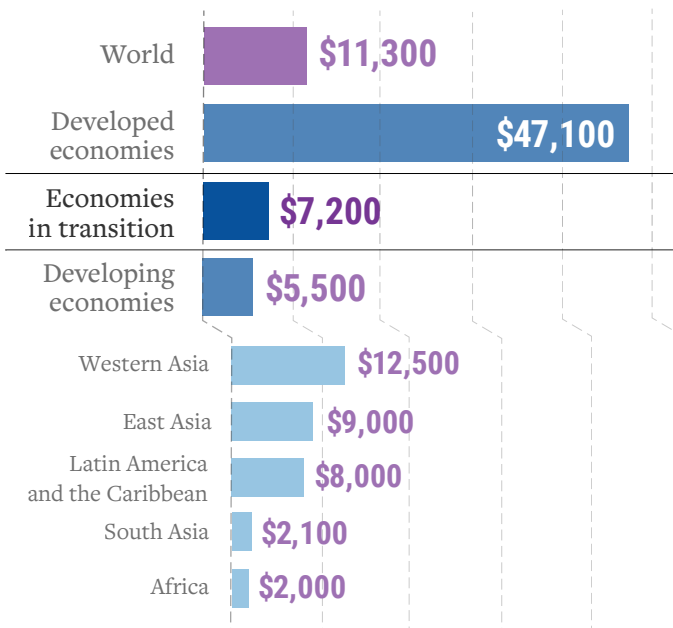 World
$11,300
Developed
economies
$47,100
Economies
in transition
$7,200
Developing
economies
$5,500
Western Asia
$12,500
East Asia
$9,000
Latin America
and the Caribbean
$8,000
South Asia
$2,100
Africa
$2,000